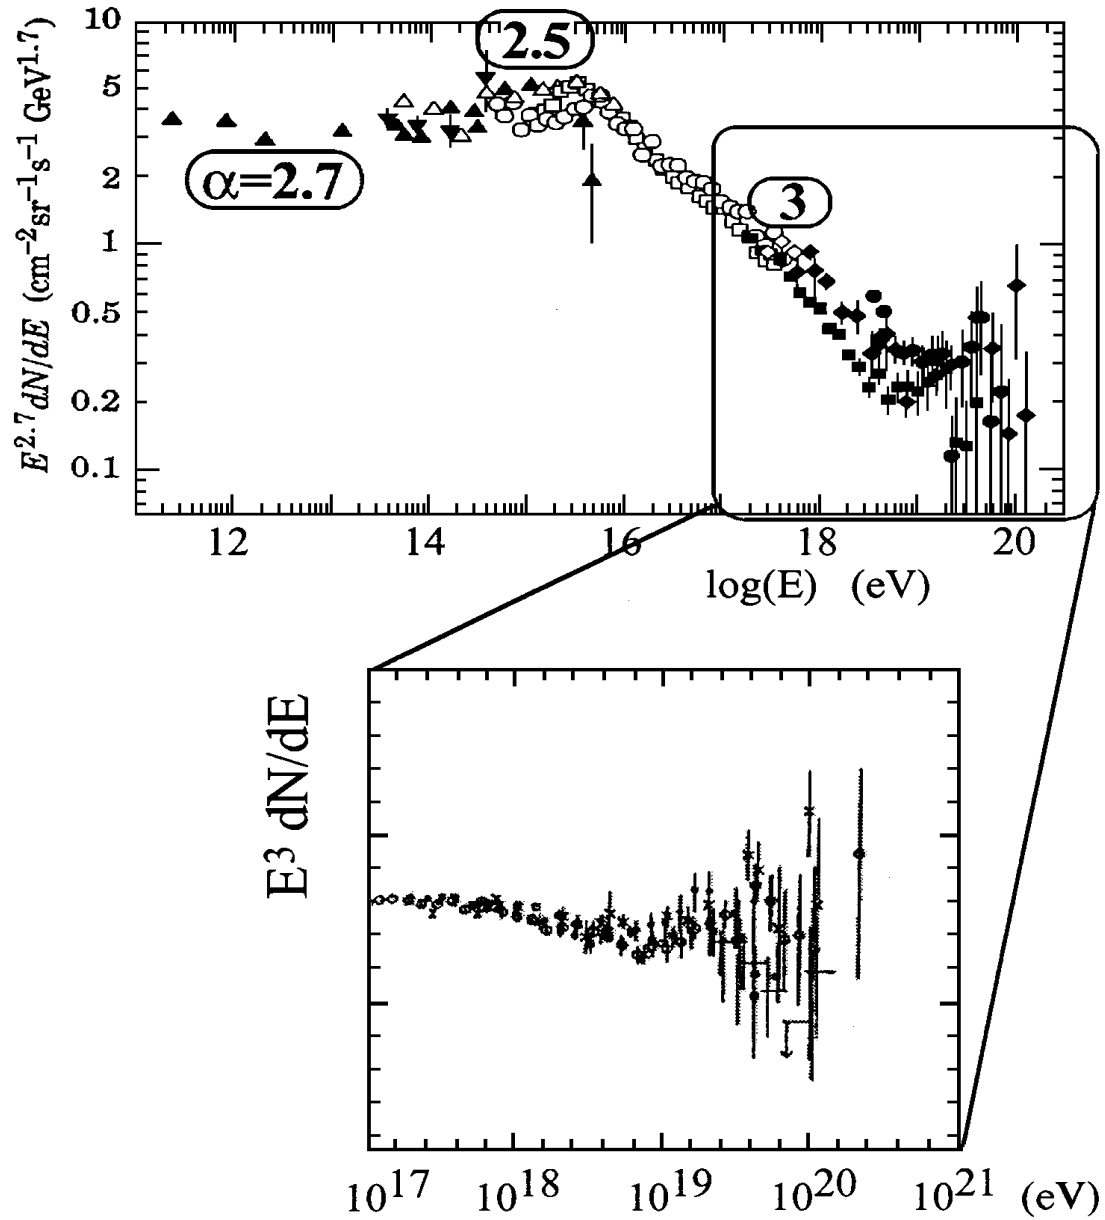 E^2.7 dN/dE (cm^−2 sr^−1 s^−1 GeV^1.7)
10
5
2
1
0.5
0.2
0.1
2.5
α=2.7
3
12 14 16 18 20
log(E) (eV)
E^3 dN/dE
10^17 10^18 10^19 10^20 10^21 (eV)